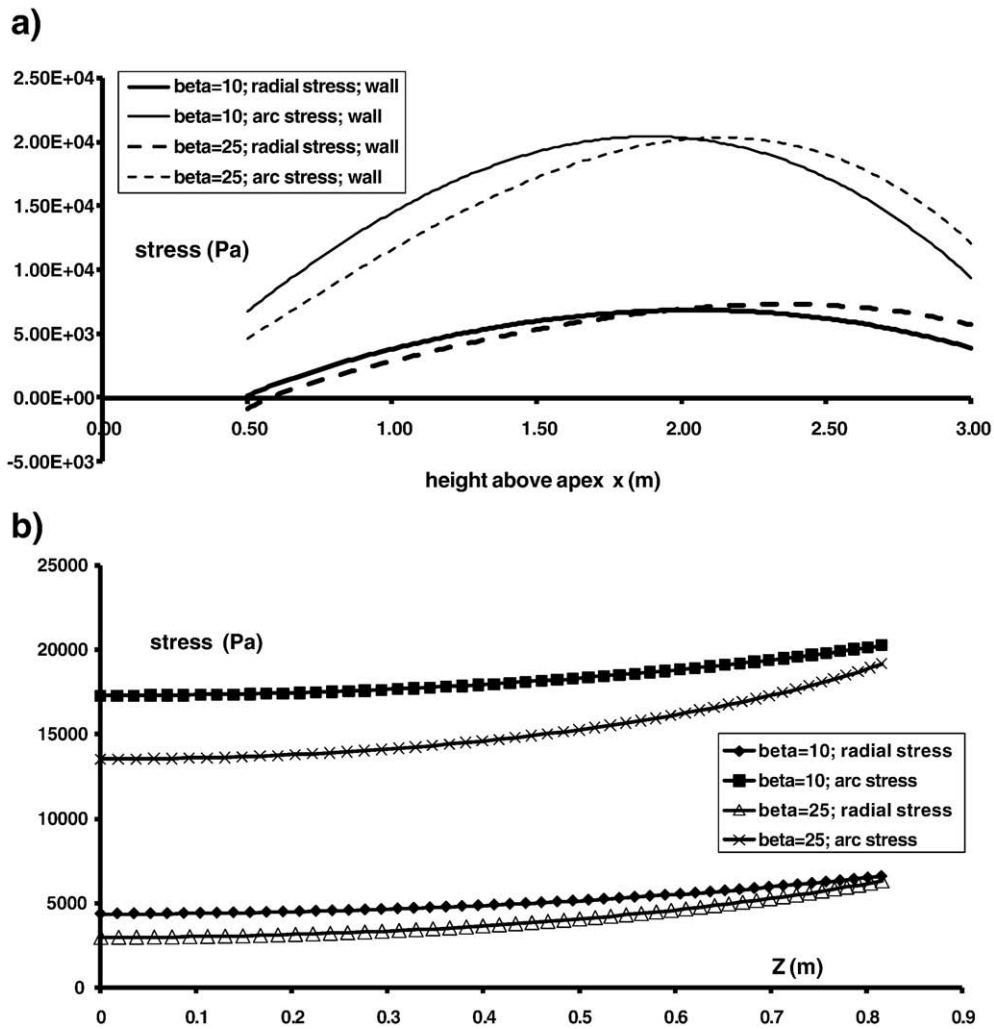 a)
2.50E+04
2.00E+04
1.50E+04
1.00E+04
5.00E+03
0.00E+00
-5.00E+03
beta=10; radial stress; wall
beta=10; arc stress; wall
beta=25; radial stress; wall
beta=25; arc stress; wall
stress (Pa)
0.00 0.50 1.00 1.50 2.00 2.50 3.00
height above apex x (m)
b)
25000
20000
15000
10000
5000
0
stress (Pa)
beta=10; radial stress
beta=10; arc stress
beta=25; radial stress
beta=25; arc stress
Z (m)
0 0.1 0.2 0.3 0.4 0.5 0.6 0.7 0.8 0.9